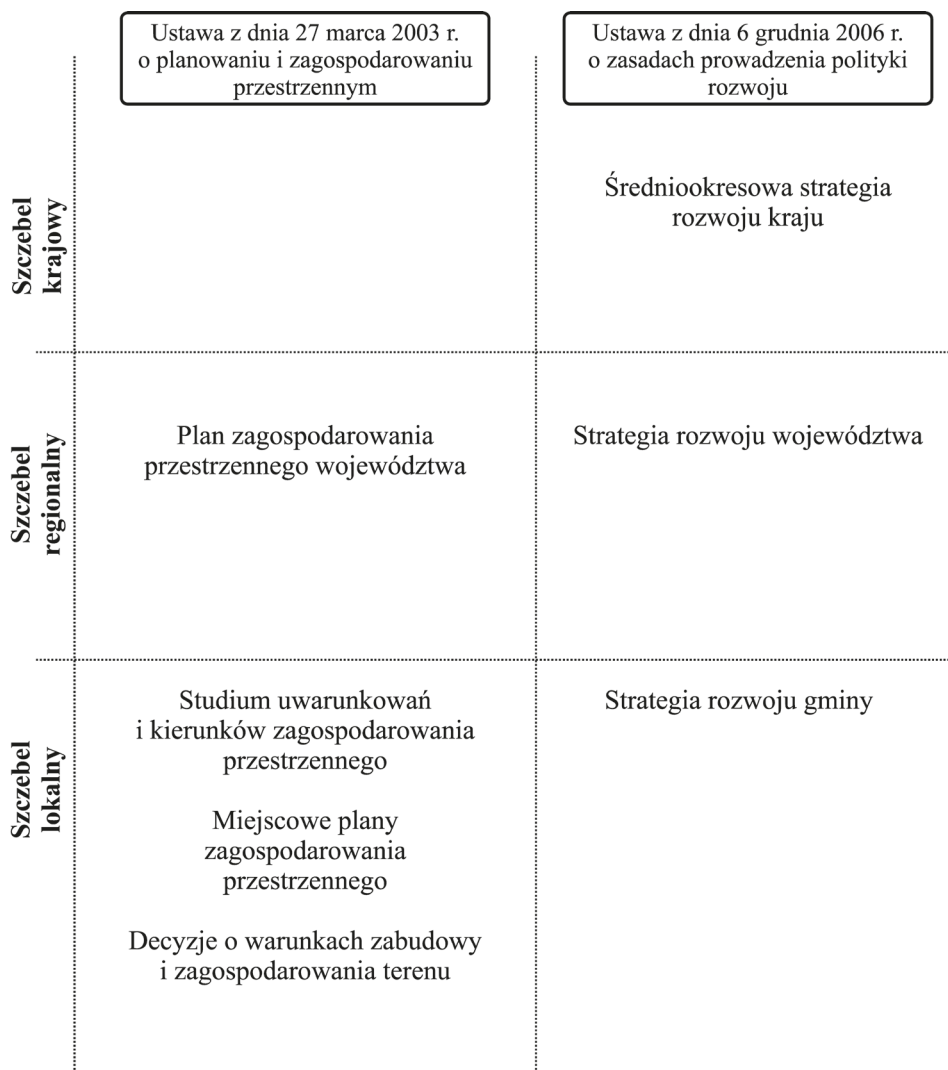 Ustawa z dnia 27 marca 2003 r.
o planowaniu i zagospodarowaniu
przestrzennym
Ustawa z dnia 6 grudnia 2006 r.
o zasadach prowadzenia polityki
rozwoju
Szczebel
krajowy
Średniookresowa strategia
rozwoju kraju
Szczebel
regionalny
Plan zagospodarowania
przestrzennego województwa
Strategia rozwoju województwa
Szczebel
lokalny
Studium uwarunkowań
i kierunków zagospodarowania
przestrzennego
Miejscowe plany
zagospodarowania
przestrzennego
Decyzje o warunkach zabudowy
i zagospodarowania terenu
Strategia rozwoju gminy